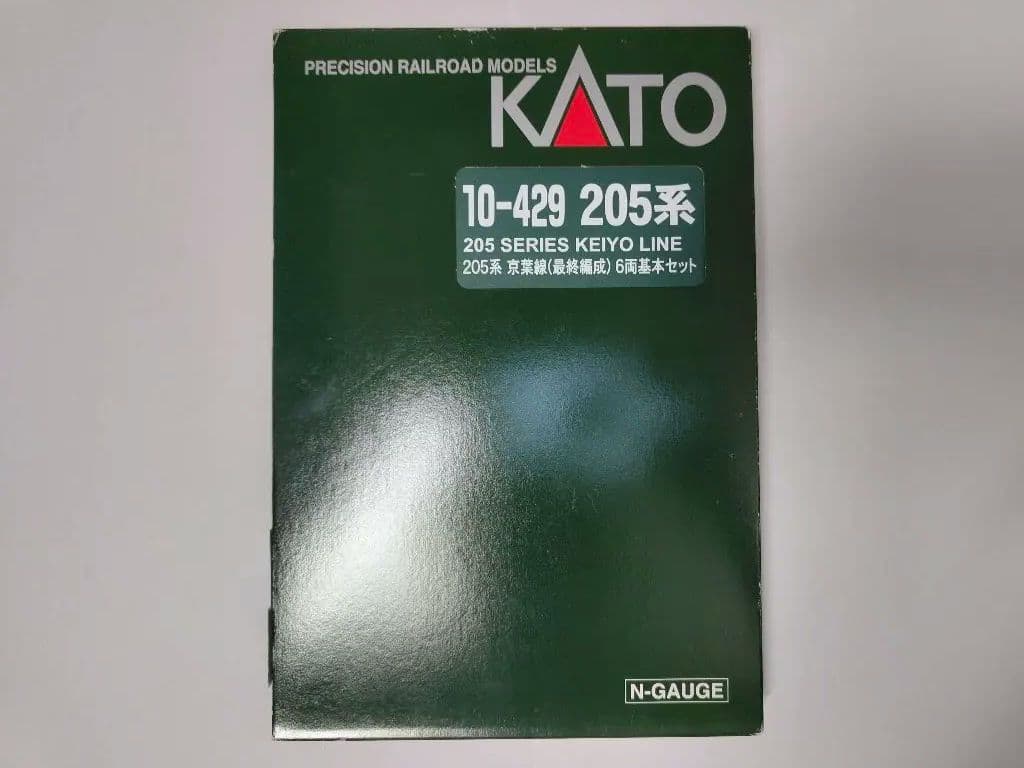 PRECISION RAILROAD MODELS
KATO
10-429 205系
205 SERIES KEIYO LINE
205系 京葉線(最終編成) 6両基本セット
N-GAUGE